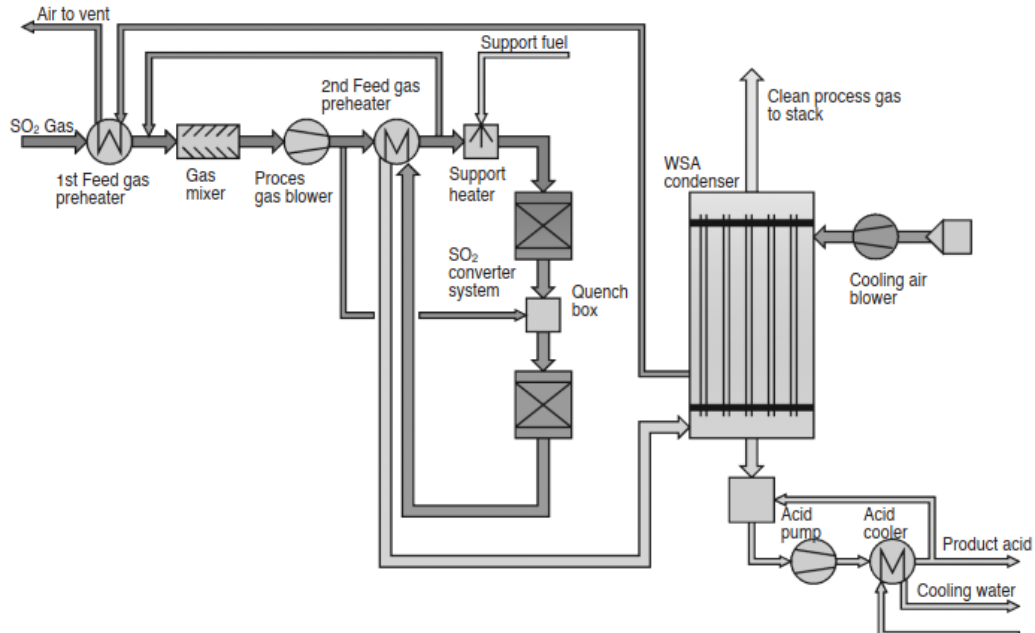 Air to vent
Support fuel
2nd Feed gas
preheater
SO₂ Gas
1st Feed gas
preheater
Gas
mixer
Proces
gas blower
Support
heater
SO₂
converter
system
Quench
box
Clean process gas
to stack
WSA
condenser
Cooling air
blower
Acid
pump
Acid
cooler
Product acid
Cooling water